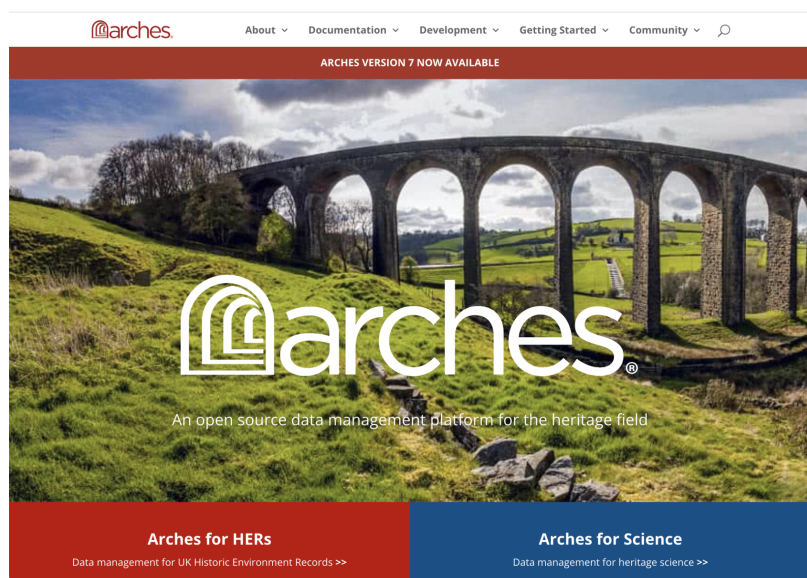 arches.
About
Documentation
Development
Getting Started
Community
ARCHES VERSION 7 NOW AVAILABLE
arches®
An open source data management platform for the heritage field
Arches for HERs
Data management for UK Historic Environment Records >>
Arches for Science
Data management for heritage science >>